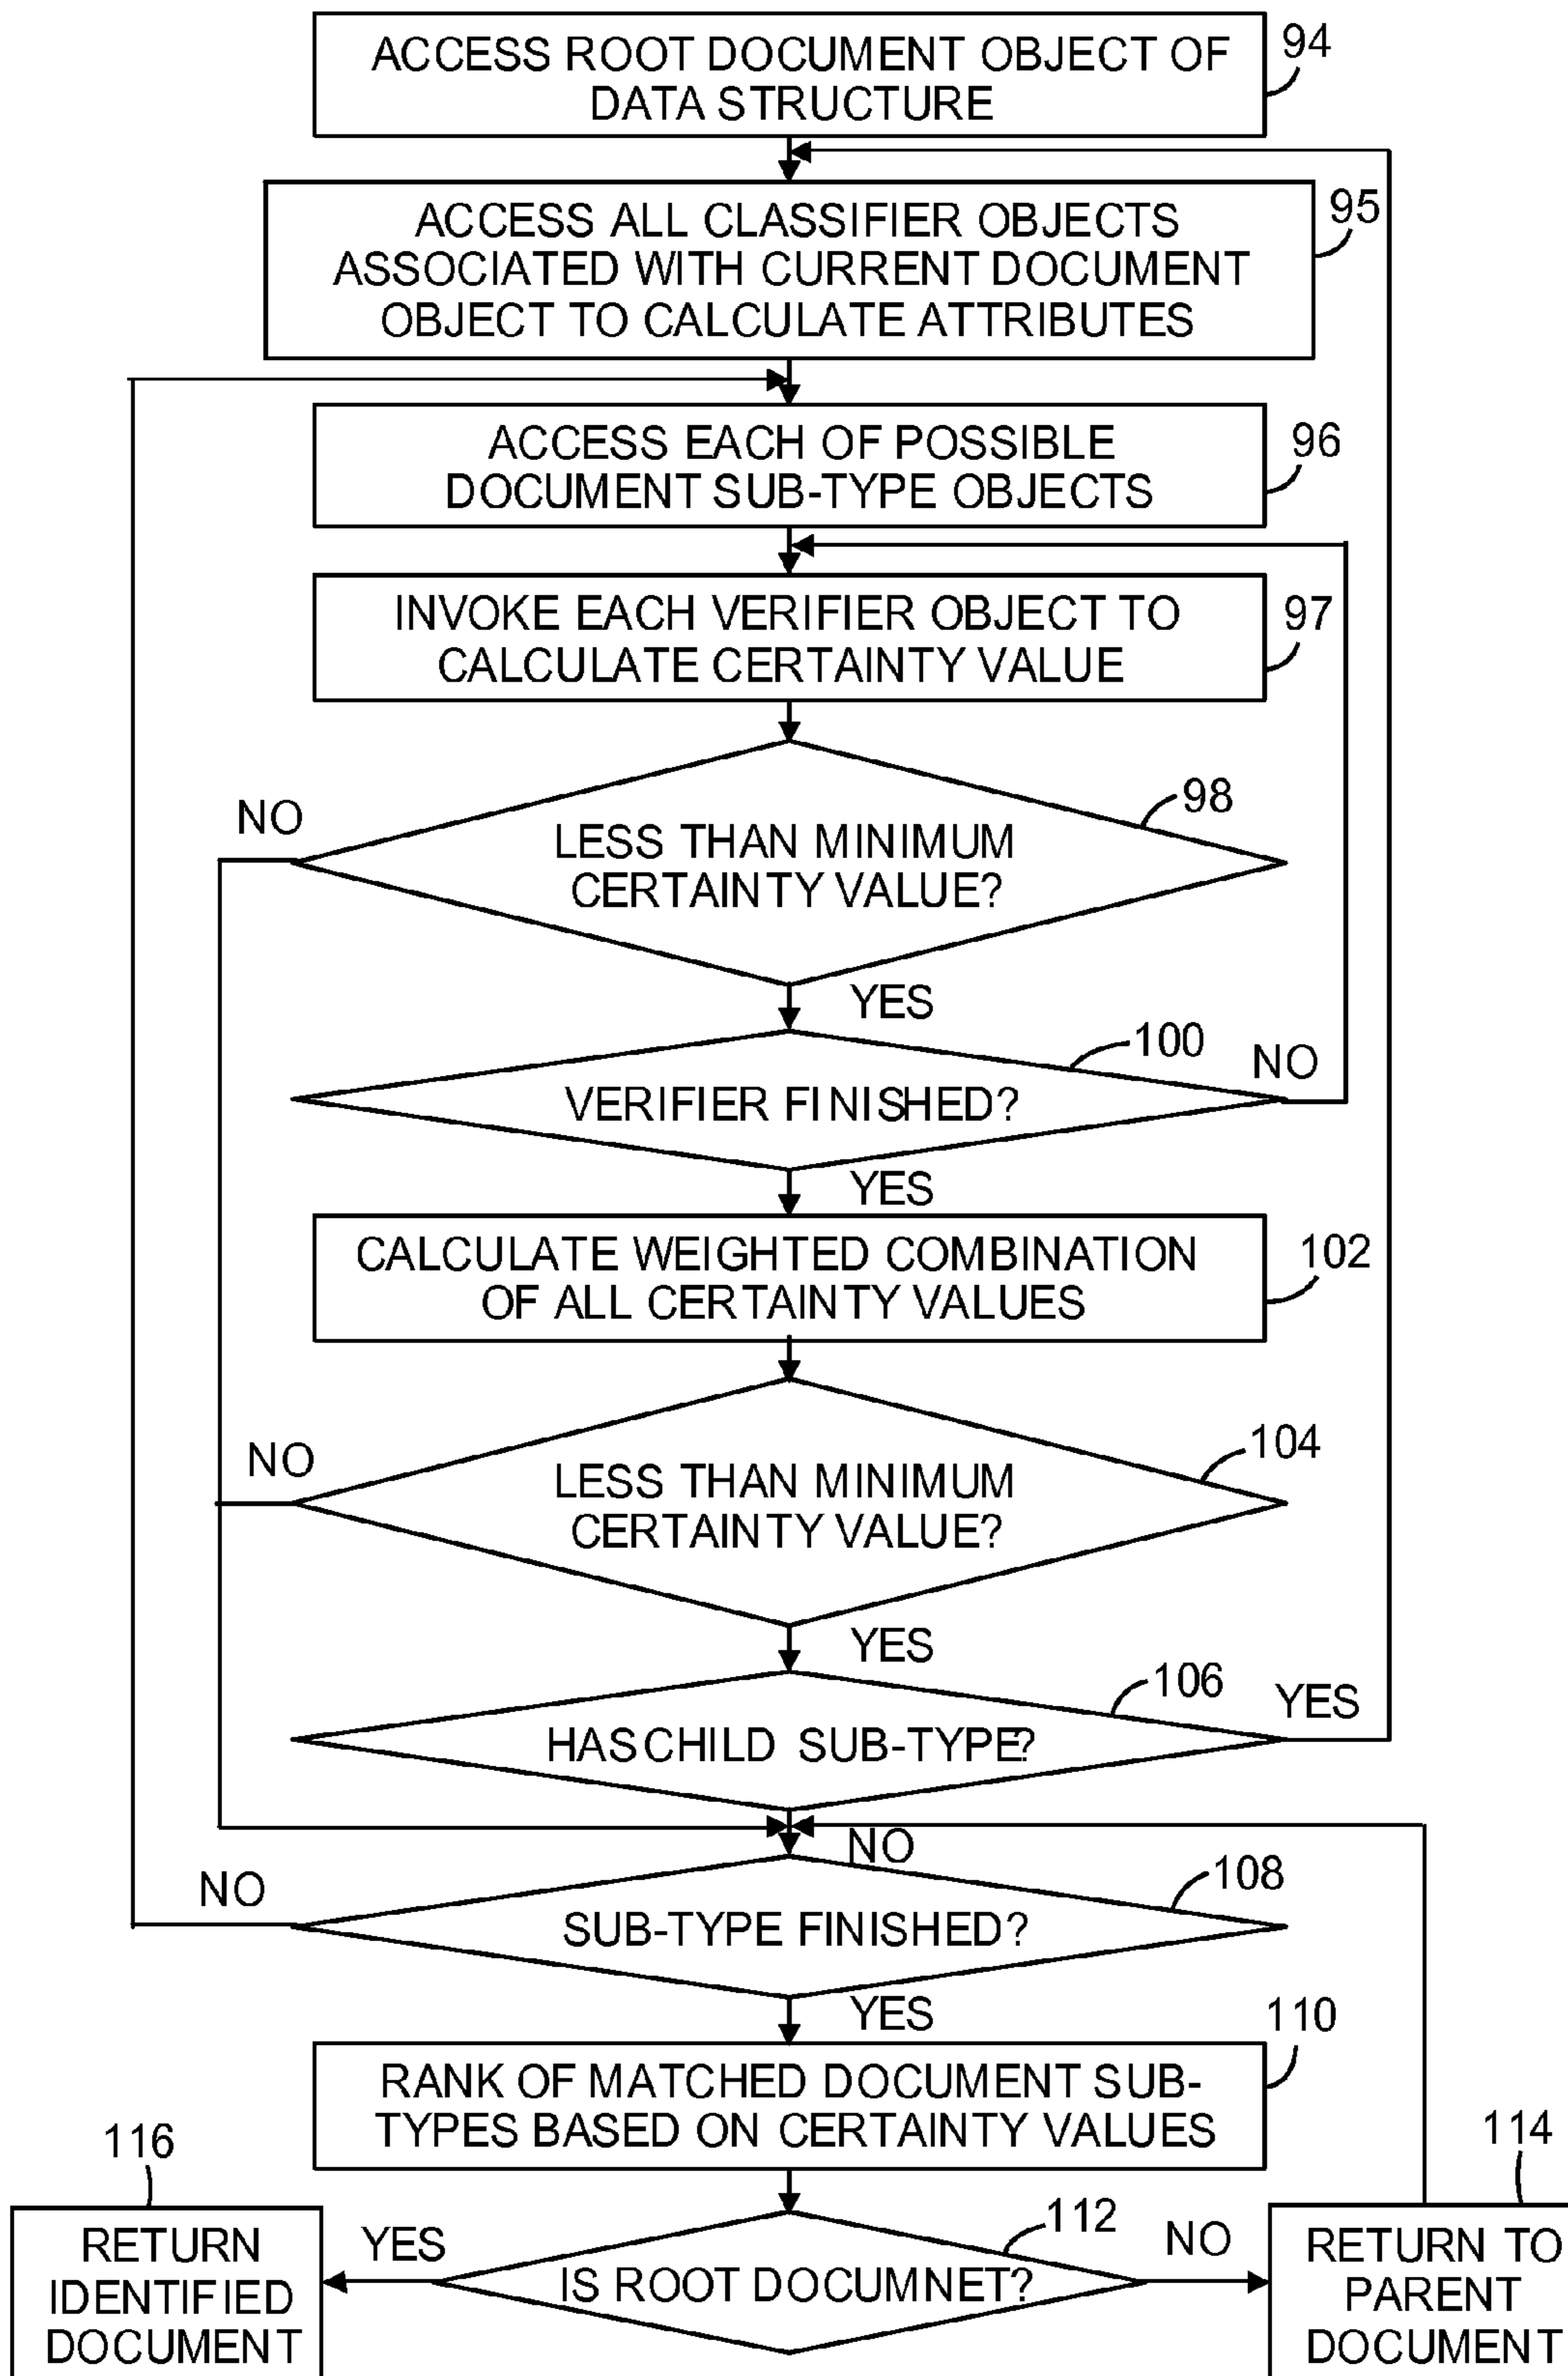 ACCESS ROOT DOCUMENT OBJECT OF
DATA STRUCTURE
94
ACCESS ALL CLASSIFIER OBJECTS
ASSOCIATED WITH CURRENT DOCUMENT
OBJECT TO CALCULATE ATTRIBUTES
95
ACCESS EACH OF POSSIBLE
DOCUMENT SUB-TYPE OBJECTS
96
INVOKE EACH VERIFIER OBJECT TO
CALCULATE CERTAINTY VALUE
97
NO
98
LESS THAN MINIMUM
CERTAINTY VALUE?
YES
100
NO
VERIFIER FINISHED?
YES
CALCULATE WEIGHTED COMBINATION
OF ALL CERTAINTY VALUES
102
NO
104
LESS THAN MINIMUM
CERTAINTY VALUE?
YES
106
YES
HAS CHILD SUB-TYPE?
NO
NO
108
SUB-TYPE FINISHED?
YES
110
RANK OF MATCHED DOCUMENT SUB-
TYPES BASED ON CERTAINTY VALUES
116
114
112
YES
NO
IS ROOT DOCUMNET?
RETURN
IDENTIFIED
DOCUMENT
RETURN TO
PARENT
DOCUMENT